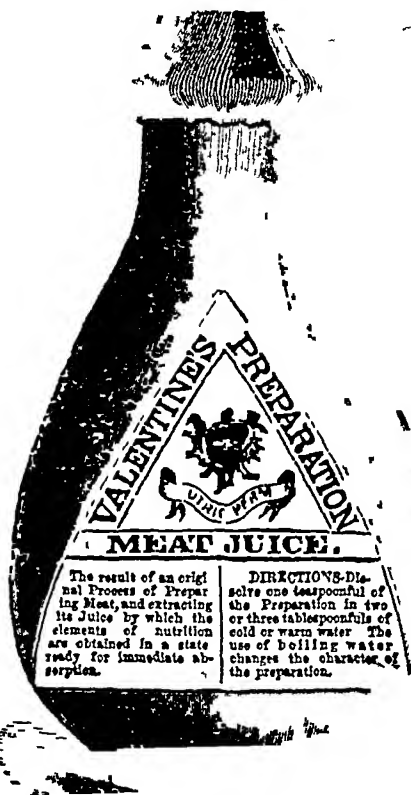 VALENTINE'S PREPARATION
MEAT JUICE.
The result of an origi
nal Process of Prepar
ing Meat, and extracting
its Juice by which the
elements of nutrition
are obtained in a state
ready for immediate ab-
sorption.
DIRECTIONS-Dis-
solve one teaspoonful of
the Preparation in two
or three tablespoonfuls of
cold or warm water The
use of boiling water
changes the character of
the preparation.